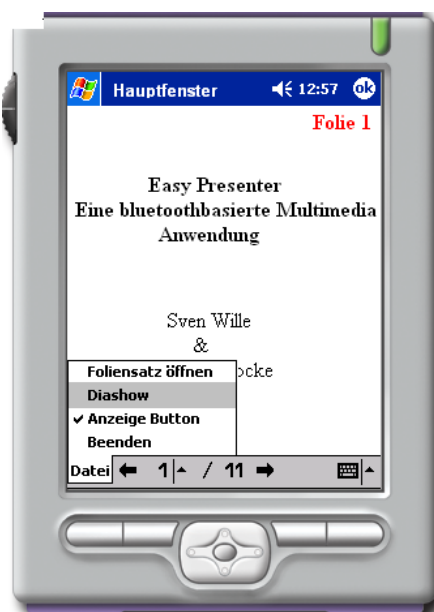 Hauptfenster 12:57 ok
Folie 1
Easy Presenter
Eine bluetoothbasierte Multimedia
Anwendung
Sven Wille
&
Foliensatz öffnen
Diashow
Anzeige Button
Beenden
Datei 1 / 11